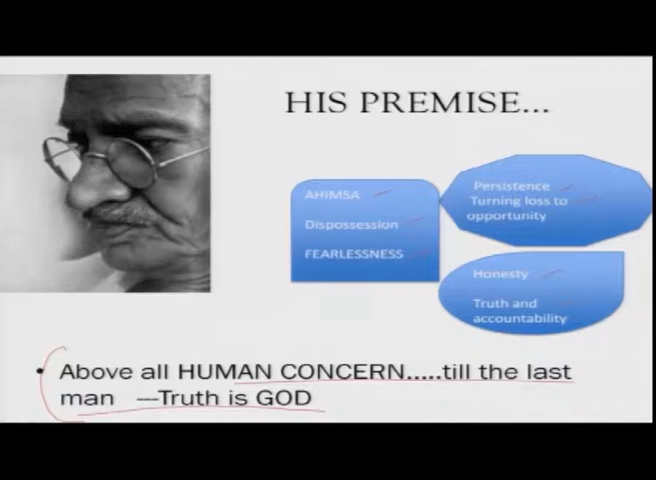 HIS PREMISE...
AHIMSA
Dispossession
FEARLESSNESS
Persistence
Turning loss to
opportunity
Honesty
Truth and
accountability
• Above all HUMAN CONCERN.....till the last
man ---Truth is GOD